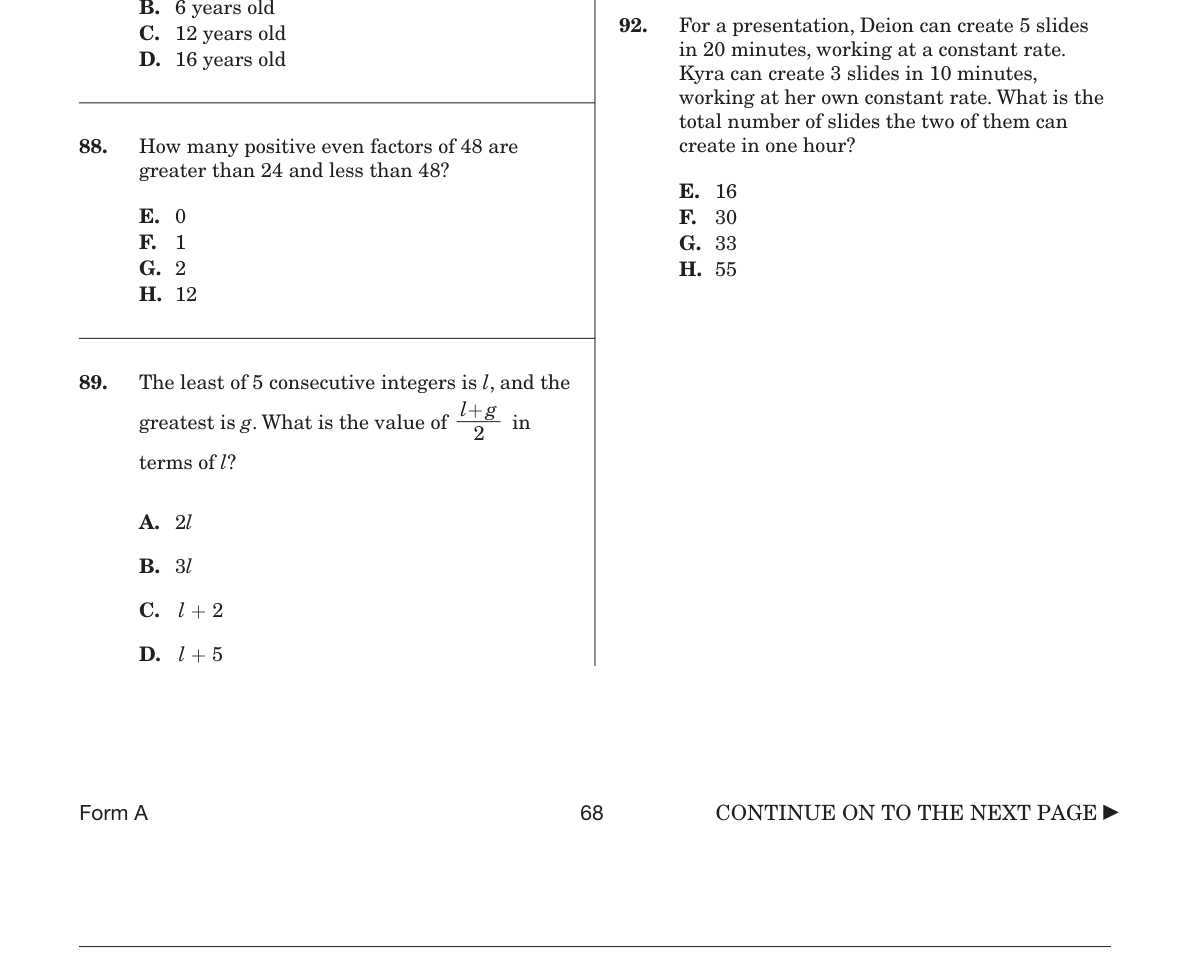 B. 6 years old
C. 12 years old
D. 16 years old
88. How many positive even factors of 48 are
greater than 24 and less than 48?
E. 0
F. 1
G. 2
H. 12
89. The least of 5 consecutive integers is l, and the
greatest is g. What is the value of \frac{l+g}{2} in
terms of l?
A. 2l
B. 3l
C. l + 2
D. l + 5
92. For a presentation, Deion can create 5 slides
in 20 minutes, working at a constant rate.
Kyra can create 3 slides in 10 minutes,
working at her own constant rate. What is the
total number of slides the two of them can
create in one hour?
E. 16
F. 30
G. 33
H. 55
Form A 68 CONTINUE ON TO THE NEXT PAGE ►